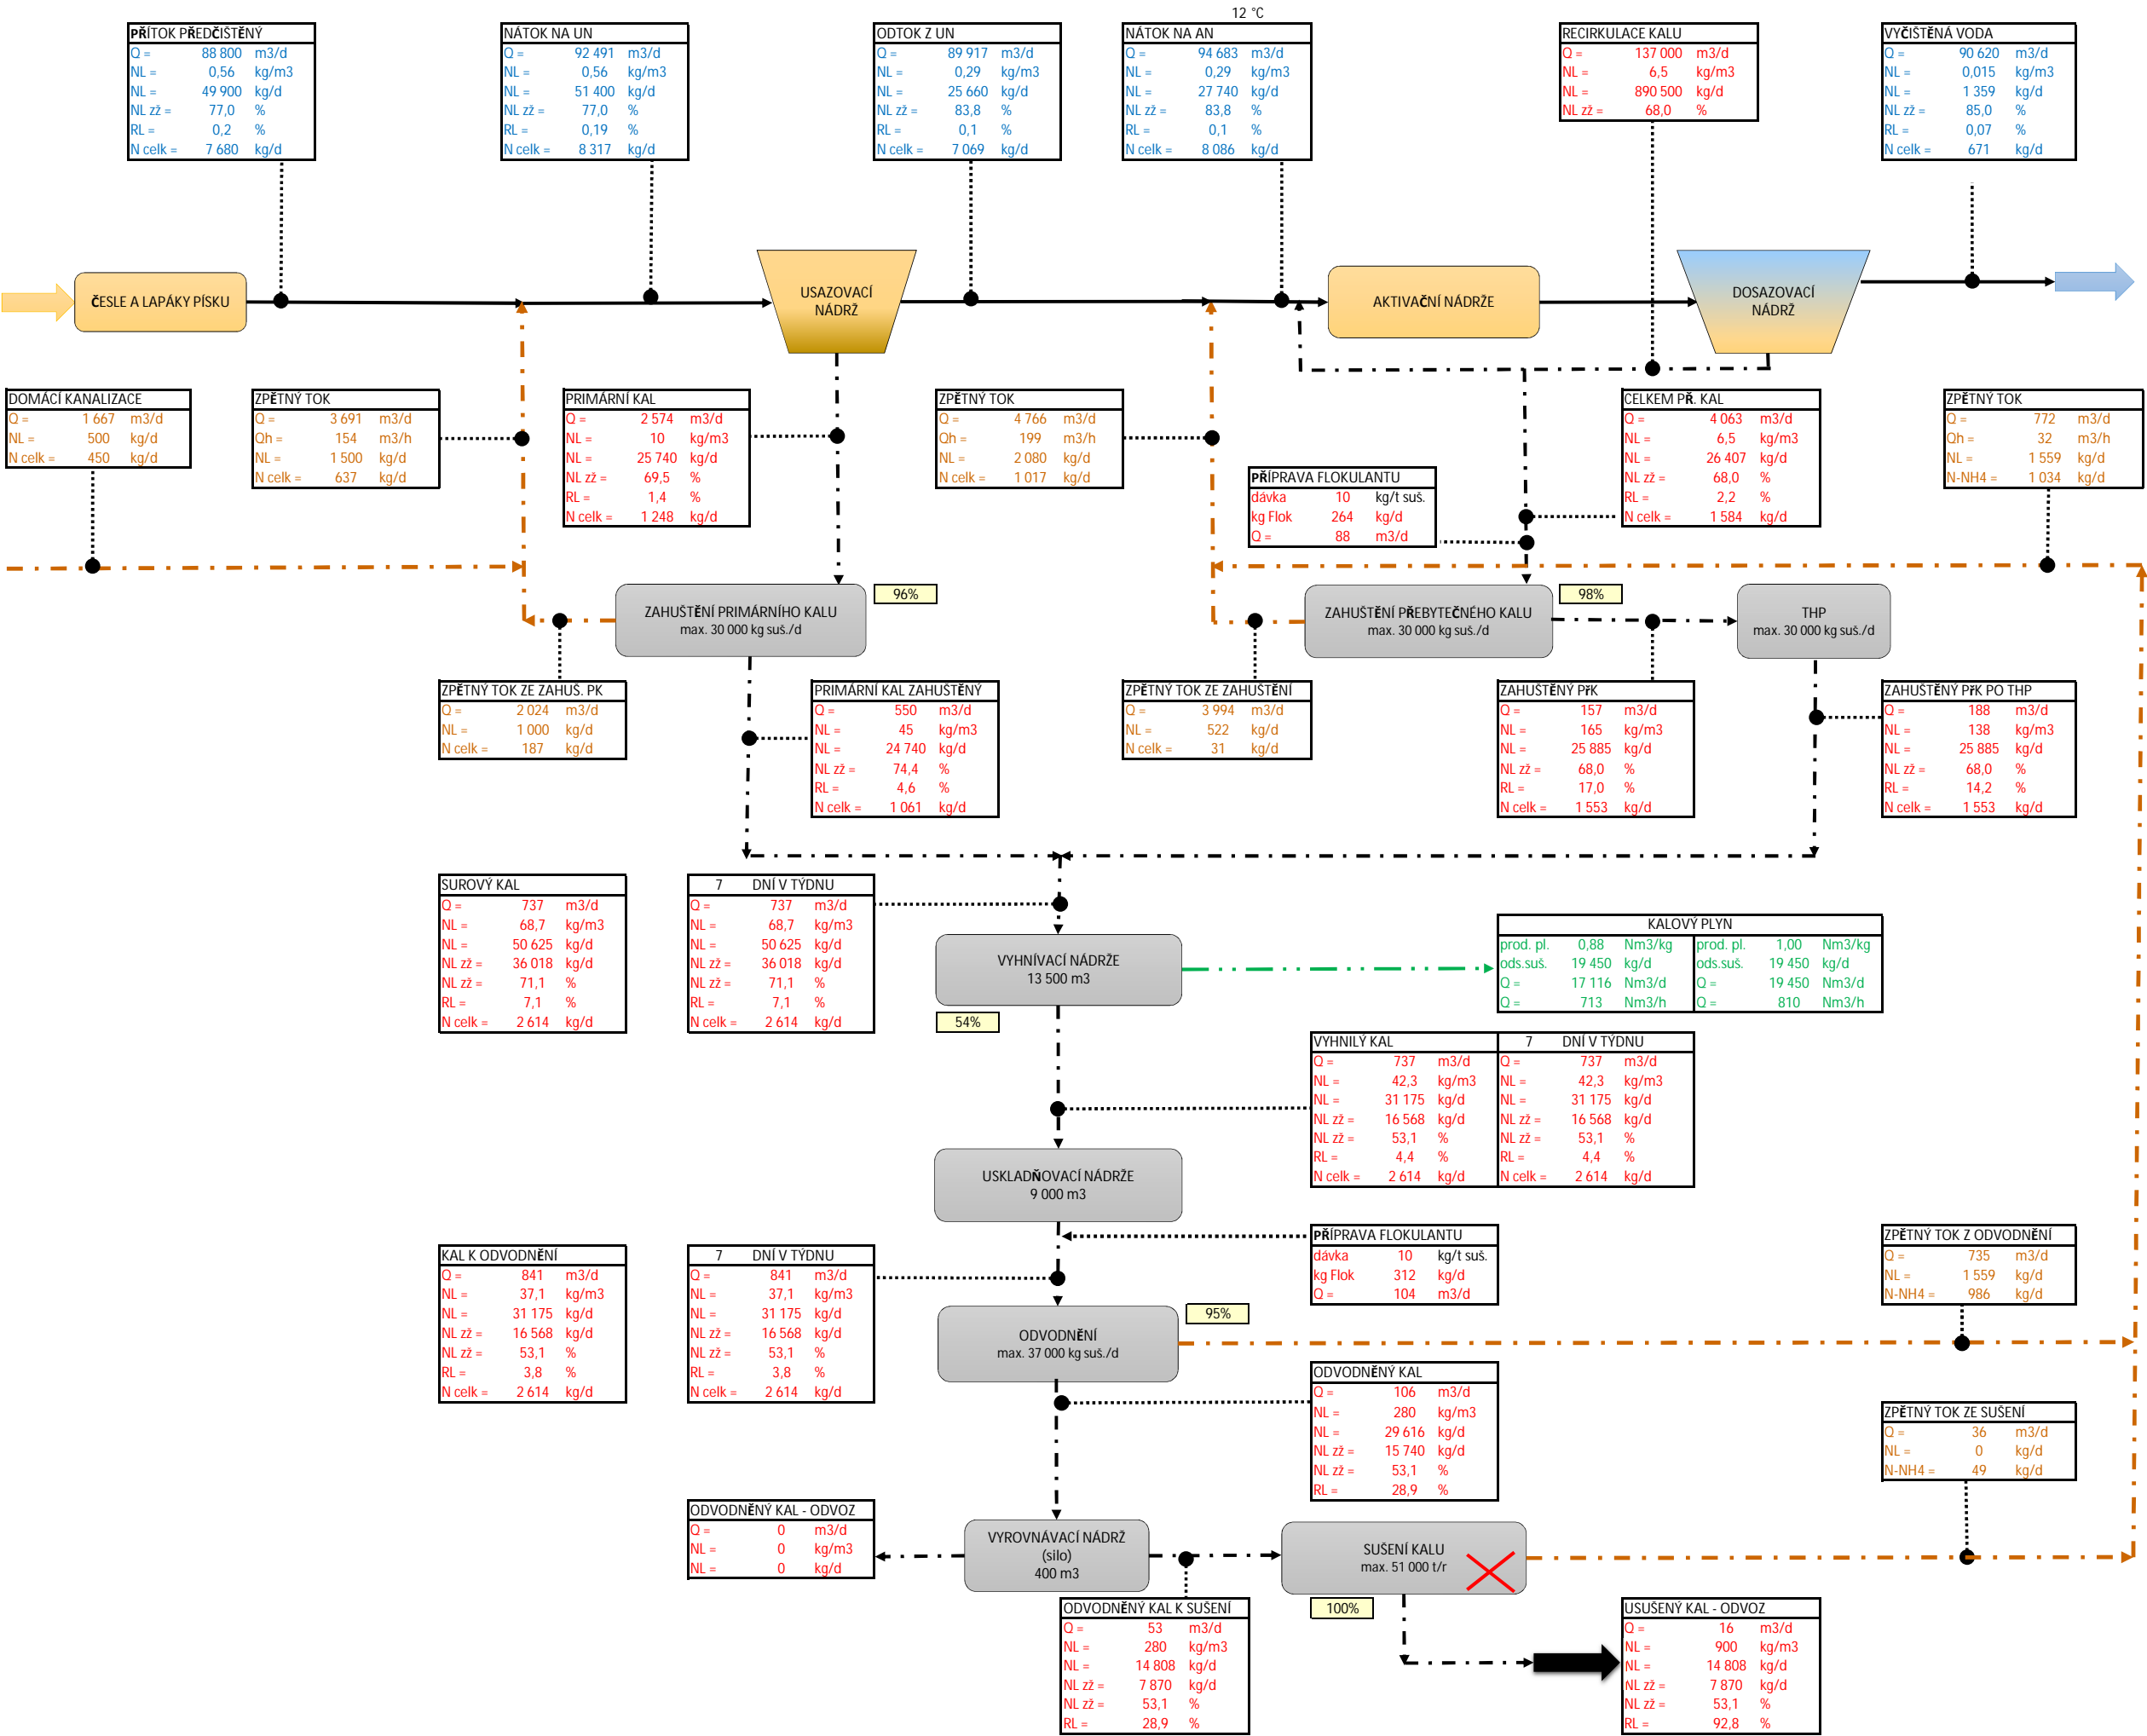 12 °C
PŘÍTOK PŘEDČIŠTĚNÝ
Q = 88 800 m3/d
NL = 0,56 kg/m3
NL = 49 900 kg/d
NL zž = 77,0 %
RL = 0,2 %
N celk = 7 680 kg/d
NÁTOK NA UN
Q = 92 491 m3/d
NL = 0,56 kg/m3
NL = 51 400 kg/d
NL zž = 77,0 %
RL = 0,19 %
N celk = 8 317 kg/d
ODTOK Z UN
Q = 89 917 m3/d
NL = 0,29 kg/m3
NL = 25 660 kg/d
NL zž = 83,8 %
RL = 0,1 %
N celk = 7 069 kg/d
NÁTOK NA AN
Q = 94 683 m3/d
NL = 0,29 kg/m3
NL = 27 740 kg/d
NL zž = 83,8 %
RL = 0,1 %
N celk = 8 086 kg/d
RECIRKULACE KALU
Q = 137 000 m3/d
NL = 6,5 kg/m3
NL = 890 500 kg/d
NL zž = 68,0 %
VYČIŠTĚNÁ VODA
Q = 90 620 m3/d
NL = 0,015 kg/m3
NL = 1 359 kg/d
NL zž = 85,0 %
RL = 0,07 %
N celk = 671 kg/d
ČESLE A LAPÁKY PÍSKU
USAZOVACÍ
NÁDRŽ
AKTIVAČNÍ NÁDRŽE
DOSAZOVACÍ
NÁDRŽ
DOMÁCÍ KANALIZACE
Q = 1 667 m3/d
NL = 500 kg/d
N celk = 450 kg/d
ZPĚTNÝ TOK
Q = 3 691 m3/d
Qh = 154 m3/h
NL = 1 500 kg/d
N celk = 637 kg/d
PRIMÁRNÍ KAL
Q = 2 574 m3/d
NL = 10 kg/m3
NL = 25 740 kg/d
NL zž = 69,5 %
RL = 1,4 %
N celk = 1 248 kg/d
ZPĚTNÝ TOK
Q = 4 766 m3/d
Qh = 199 m3/h
NL = 2 080 kg/d
N celk = 1 017 kg/d
PŘÍPRAVA FLOKULANTU
dávka 10 kg/t suš.
kg Flok 264 kg/d
Q = 88 m3/d
CELKEM PŘ. KAL
Q = 4 063 m3/d
NL = 6,5 kg/m3
NL = 26 407 kg/d
NL zž = 68,0 %
RL = 2,2 %
N celk = 1 584 kg/d
ZPĚTNÝ TOK
Q = 772 m3/d
Qh = 32 m3/h
NL = 1 559 kg/d
N-NH4 = 1 034 kg/d
ZAHUŠTĚNÍ PRIMÁRNÍHO KALU
max. 30 000 kg suš./d
96%
ZAHUŠTĚNÍ PŘEBYTEČNÉHO KALU
max. 30 000 kg suš./d
98%
THP
max. 30 000 kg suš./d
ZPĚTNÝ TOK ZE ZAHUŠ. PK
Q = 2 024 m3/d
NL = 1 000 kg/d
N celk = 187 kg/d
PRIMÁRNÍ KAL ZAHUŠTĚNÝ
Q = 550 m3/d
NL = 45 kg/m3
NL = 24 740 kg/d
NL zž = 74,4 %
RL = 4,6 %
N celk = 1 061 kg/d
ZPĚTNÝ TOK ZE ZAHUŠTĚNÍ
Q = 3 994 m3/d
NL = 522 kg/d
N celk = 31 kg/d
ZAHUŠTĚNÝ PřK
Q = 157 m3/d
NL = 165 kg/m3
NL = 25 885 kg/d
NL zž = 68,0 %
RL = 17,0 %
N celk = 1 553 kg/d
ZAHUŠTĚNÝ PřK PO THP
Q = 188 m3/d
NL = 138 kg/m3
NL = 25 885 kg/d
NL zž = 68,0 %
RL = 14,2 %
N celk = 1 553 kg/d
SUROVÝ KAL
Q = 737 m3/d
NL = 68,7 kg/m3
NL = 50 625 kg/d
NL zž = 36 018 kg/d
NL zž = 71,1 %
RL = 7,1 %
N celk = 2 614 kg/d
7 DNÍ V TÝDNU
Q = 737 m3/d
NL = 68,7 kg/m3
NL = 50 625 kg/d
NL zž = 36 018 kg/d
NL zž = 71,1 %
RL = 7,1 %
N celk = 2 614 kg/d
VYHNÍVACÍ NÁDRŽE
13 500 m3
54%
KALOVÝ PLYN
prod. pl. 0,88 Nm3/kg prod. pl. 1,00 Nm3/kg
ods.suš. 19 450 kg/d ods.suš. 19 450 kg/d
Q = 17 116 Nm3/d Q = 19 450 Nm3/d
Q = 713 Nm3/h Q = 810 Nm3/h
VYHNILÝ KAL 7 DNÍ V TÝDNU
Q = 737 m3/d Q = 737 m3/d
NL = 42,3 kg/m3 NL = 42,3 kg/m3
NL = 31 175 kg/d NL = 31 175 kg/d
NL zž = 16 568 kg/d NL zž = 16 568 kg/d
NL zž = 53,1 % NL zž = 53,1 %
RL = 4,4 % RL = 4,4 %
N celk = 2 614 kg/d N celk = 2 614 kg/d
USKLADŇOVACÍ NÁDRŽE
9 000 m3
KAL K ODVODNĚNÍ
Q = 841 m3/d
NL = 37,1 kg/m3
NL = 31 175 kg/d
NL zž = 16 568 kg/d
NL zž = 53,1 %
RL = 3,8 %
N celk = 2 614 kg/d
7 DNÍ V TÝDNU
Q = 841 m3/d
NL = 37,1 kg/m3
NL = 31 175 kg/d
NL zž = 16 568 kg/d
NL zž = 53,1 %
RL = 3,8 %
N celk = 2 614 kg/d
PŘÍPRAVA FLOKULANTU
dávka 10 kg/t suš.
kg Flok 312 kg/d
Q = 104 m3/d
ZPĚTNÝ TOK Z ODVODNĚNÍ
Q = 735 m3/d
NL = 1 559 kg/d
N-NH4 = 986 kg/d
ODVODNĚNÍ
max. 37 000 kg suš./d
95%
ODVODNĚNÝ KAL
Q = 106 m3/d
NL = 280 kg/m3
NL = 29 616 kg/d
NL zž = 15 740 kg/d
NL zž = 53,1 %
RL = 28,9 %
ZPĚTNÝ TOK ZE SUŠENÍ
Q = 36 m3/d
NL = 0 kg/d
N-NH4 = 49 kg/d
ODVODNĚNÝ KAL - ODVOZ
Q = 0 m3/d
NL = 0 kg/m3
NL = 0 kg/d
VYROVNÁVACÍ NÁDRŽ
(silo)
400 m3
SUŠENÍ KALU
max. 51 000 t/r
100%
ODVODNĚNÝ KAL K SUŠENÍ
Q = 53 m3/d
NL = 280 kg/m3
NL = 14 808 kg/d
NL zž = 7 870 kg/d
NL zž = 53,1 %
RL = 28,9 %
USUŠENÝ KAL - ODVOZ
Q = 16 m3/d
NL = 900 kg/m3
NL = 14 808 kg/d
NL zž = 7 870 kg/d
NL zž = 53,1 %
RL = 92,8 %